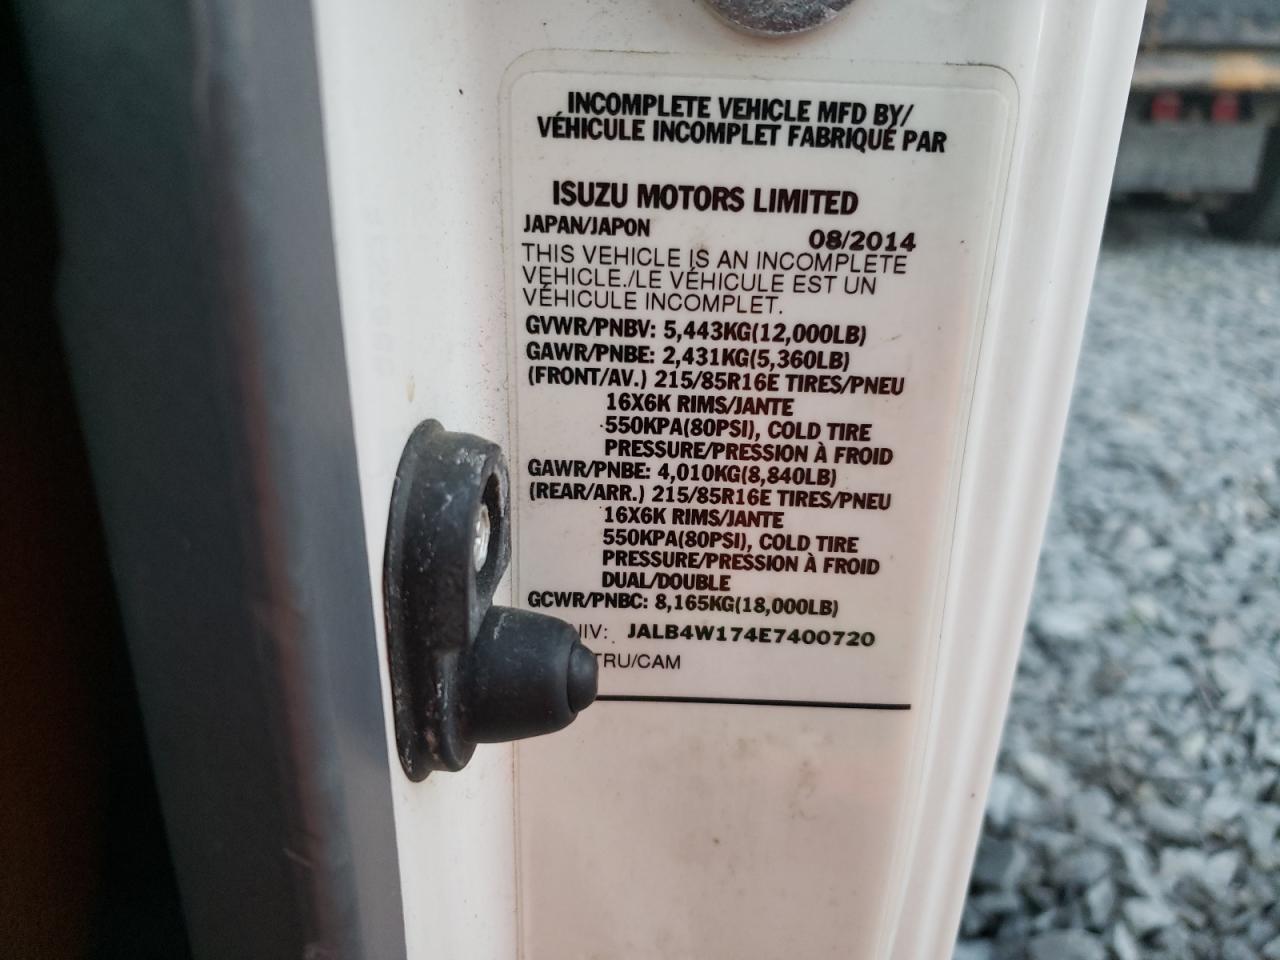 INCOMPLETE VEHICLE MFD BY/
VÉHICULE INCOMPLET FABRIQUÉ PAR
ISUZU MOTORS LIMITED
JAPAN/JAPON 08/2014
THIS VEHICLE IS AN INCOMPLETE
VEHICLE./LE VÉHICULE EST UN
VÉHICULE INCOMPLET.
GVWR/PNBV: 5,443KG(12,000LB)
GAWR/PNBE: 2,431KG(5,360LB)
(FRONT/AV.) 215/85R16E TIRES/PNEU
16X6K RIMS/JANTE
550KPA(80PSI), COLD TIRE
PRESSURE/PRESSION À FROID
GAWR/PNBE: 4,010KG(8,840LB)
(REAR/ARR.) 215/85R16E TIRES/PNEU
16X6K RIMS/JANTE
550KPA(80PSI), COLD TIRE
PRESSURE/PRESSION À FROID
DUAL/DOUBLE
GCWR/PNBC: 8,165KG(18,000LB)
NIV: JALB4W174E7400720
TRU/CAM